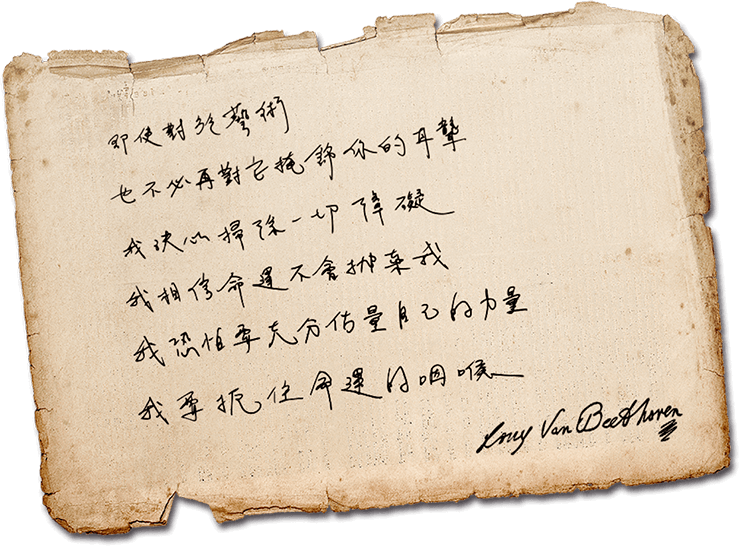 即使對於藝術
也不必再對它掩飾你的耳聾
我決心掃除一切障礙
我相信命運不會拋棄我
我恐怕要充分估量自己的力量
我要扼住命運的咽喉
Van Beethoven